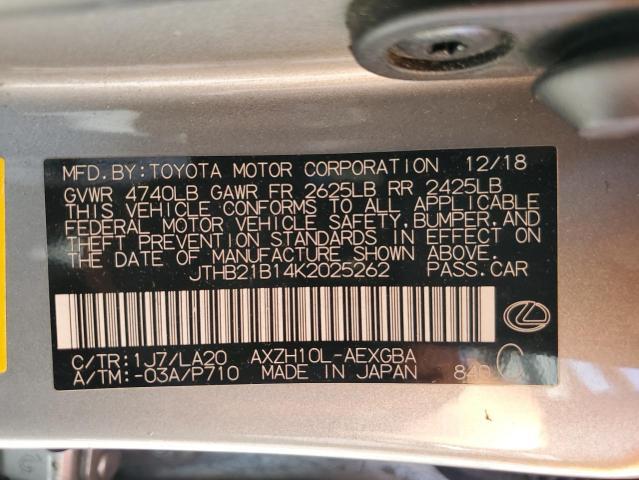 MFD. BY: TOYOTA MOTOR CORPORATION 12/18
GVWR 4740LB GAWR FR 2625LB RR 2425LB
THIS VEHICLE CONFORMS TO ALL APPLICABLE
FEDERAL MOTOR VEHICLE SAFETY, BUMPER, AND
THEFT PREVENTION STANDARDS IN EFFECT ON
THE DATE OF MANUFACTURE SHOWN ABOVE.
JTHB21B14K2025262 PASS. CAR
C/TR: 1J7/LA20 AXZH10L-AEXGBA
A/TM: -03A/P710 MADE IN JAPAN